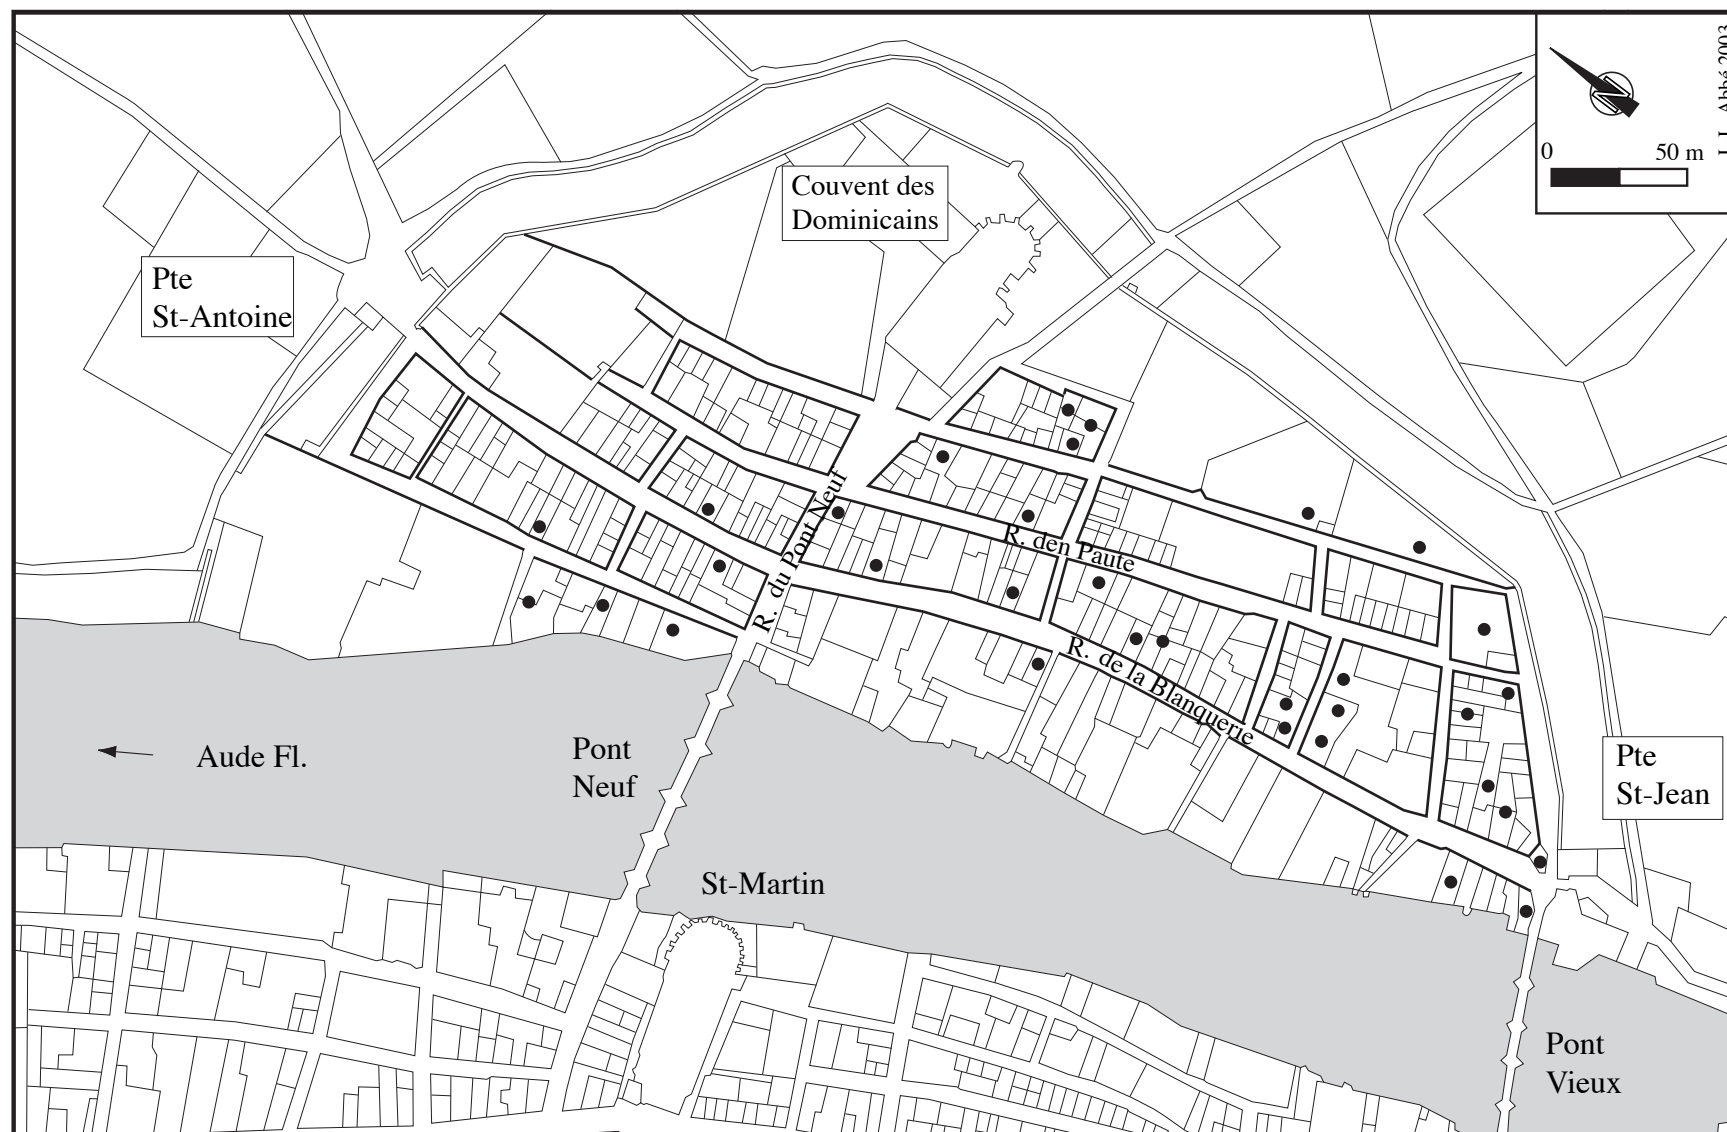 Couvent des
Dominicains
0
50 m
Pte
St-Antoine
R. du Pont Neuf
R. den Paute
R. de la Blanquerie
Aude Fl.
Pont
Neuf
Pte
St-Jean
St-Martin
Pont
Vieux